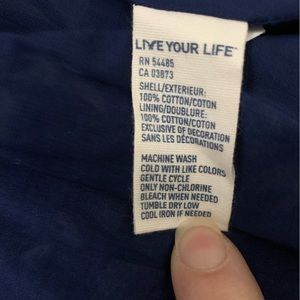 LIVE YOUR LIFE™
RN 54485
CA 03873
SHELL/EXTERIEUR:
100% COTTON/COTON
LINING/DOUBLURE:
100% COTTON/COTON
EXCLUSIVE OF DECORATION
SANS LES DÉCORATIONS
MACHINE WASH
COLD WITH LIKE COLORS
GENTLE CYCLE
ONLY NON-CHLORINE
BLEACH WHEN NEEDED
TUMBLE DRY LOW
COOL IRON IF NEEDED